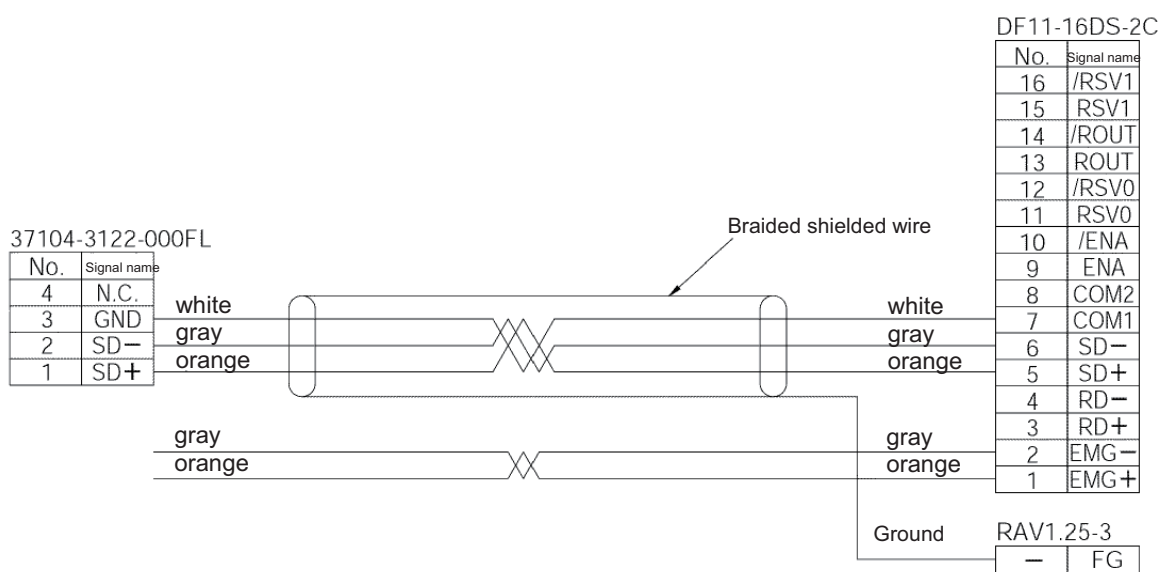 DF11-16DS-2C
No. Signal name
16 /RSV1
15 RSV1
14 /ROUT
13 ROUT
12 /RSV0
11 RSV0
10 /ENA
9 ENA
8 COM2
7 COM1
6 SD-
5 SD+
4 RD-
3 RD+
2 EMG-
1 EMG+
Braided shielded wire
37104-3122-000FL
No. Signal name
4 N.C.
3 GND
2 SD-
1 SD+
white white
gray gray
orange orange
gray gray
orange orange
Ground
RAV1.25-3
- FG